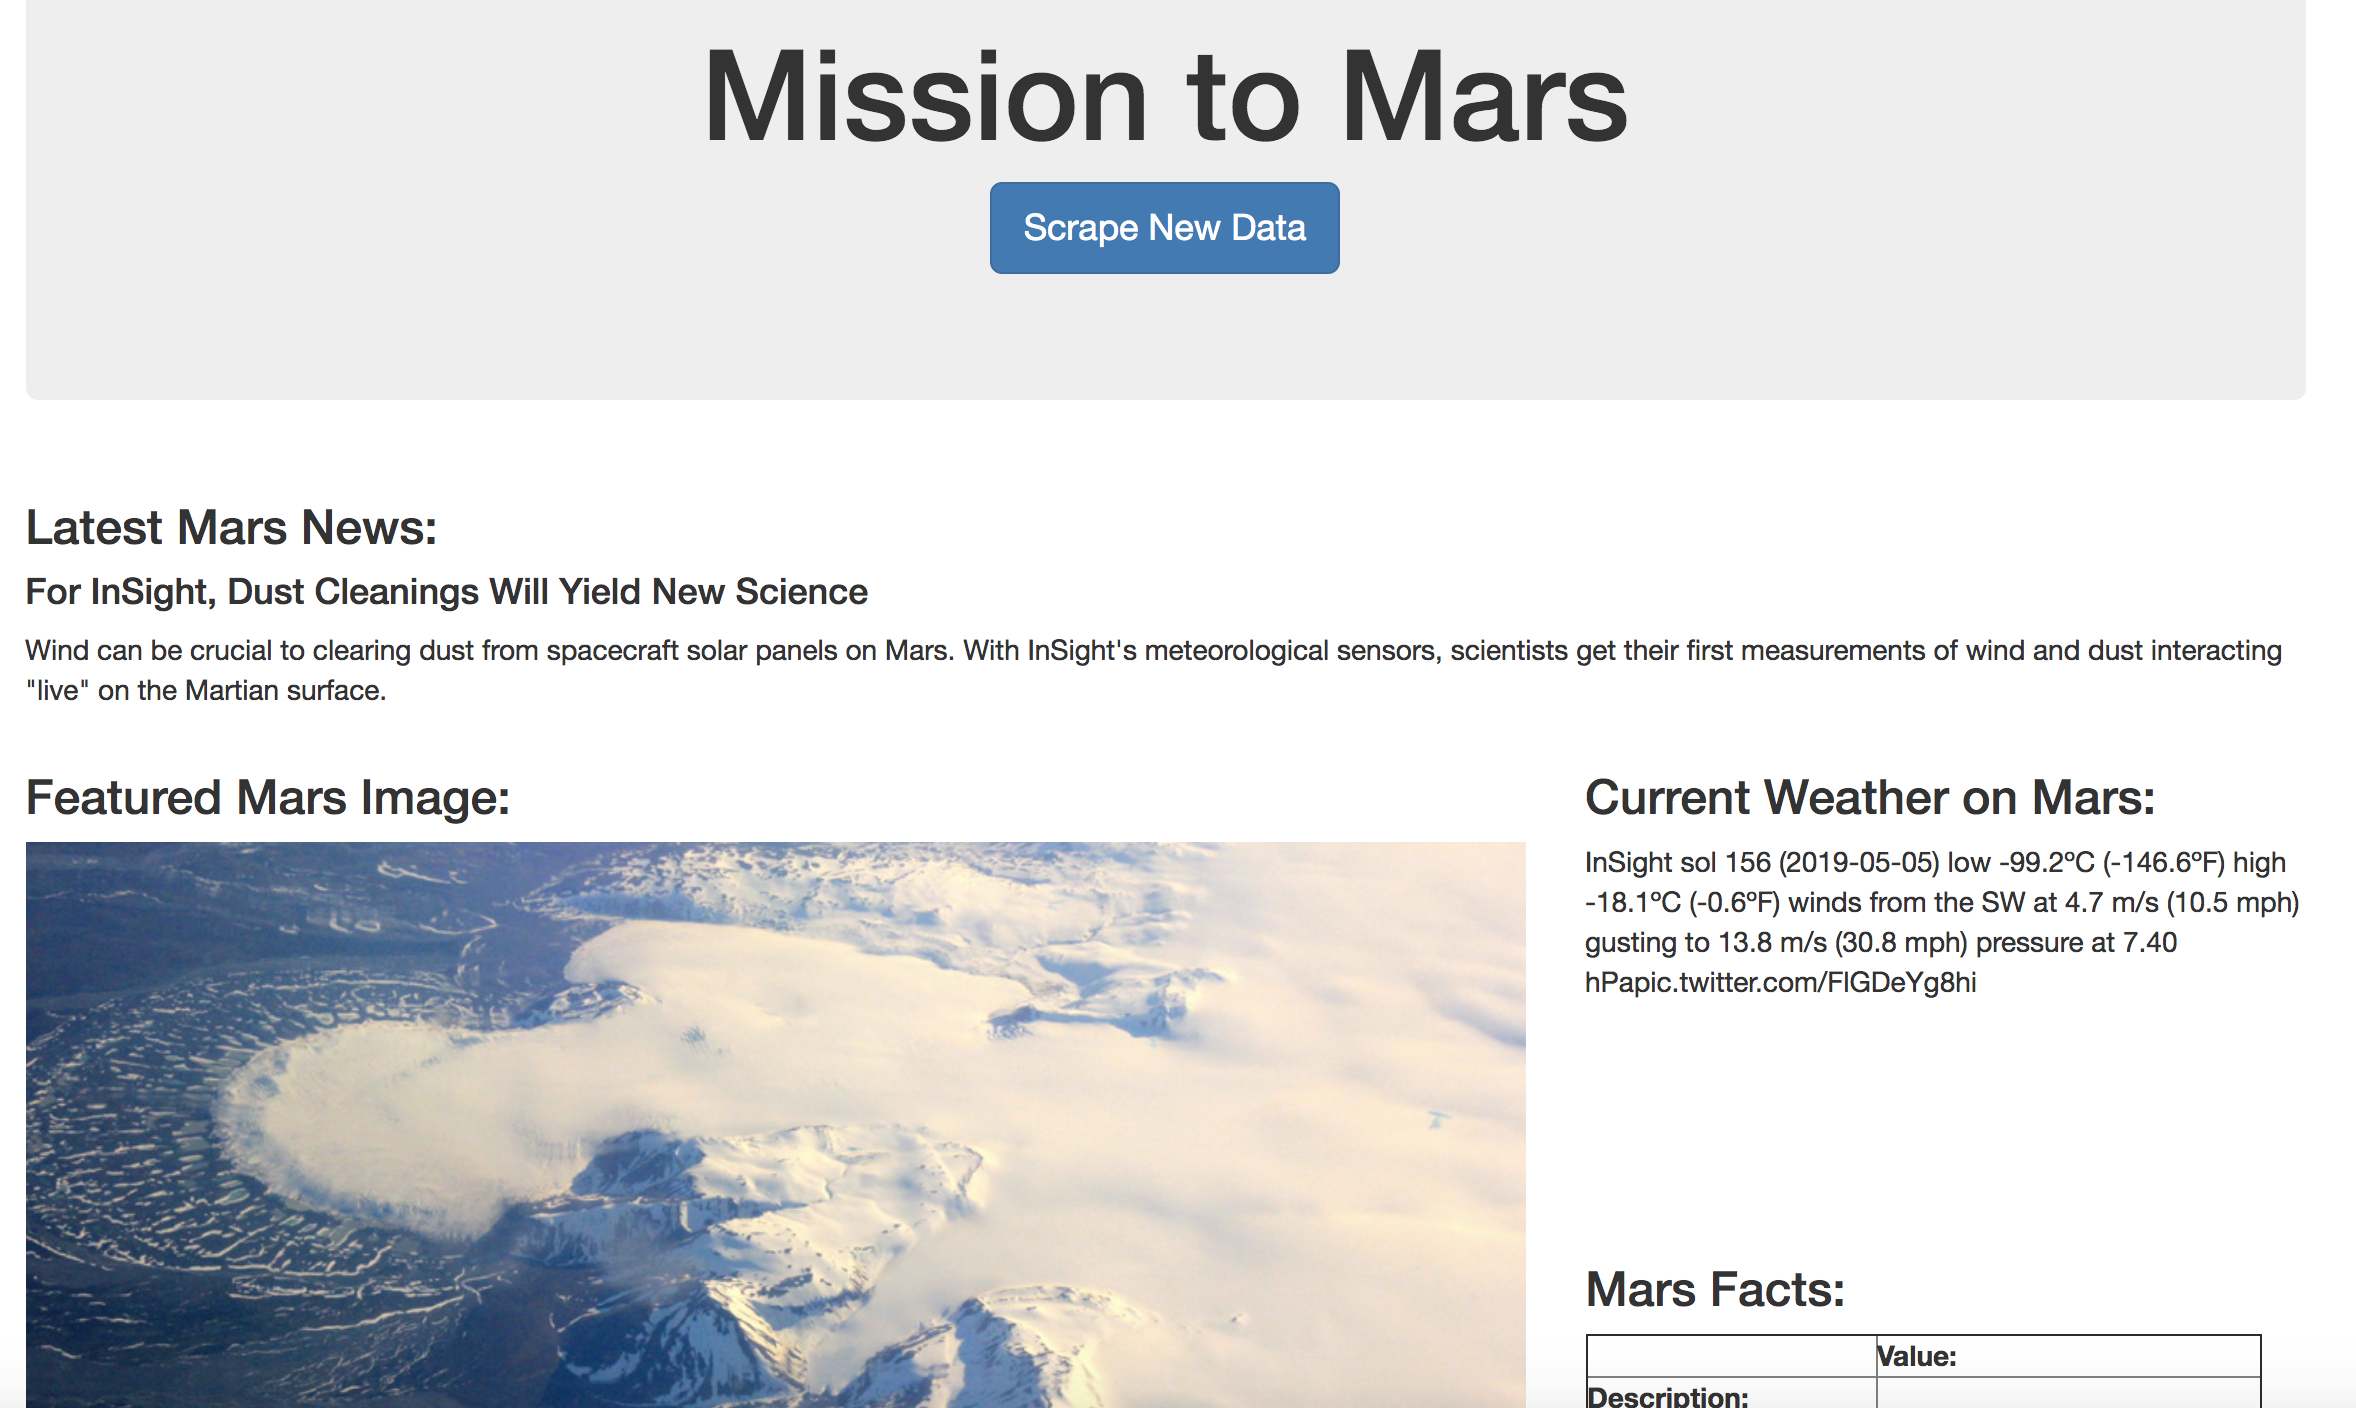 Mission to Mars
Scrape New Data
Latest Mars News:
For InSight, Dust Cleanings Will Yield New Science
Wind can be crucial to clearing dust from spacecraft solar panels on Mars. With InSight's meteorological sensors, scientists get their first measurements of wind and dust interacting
"live" on the Martian surface.
Featured Mars Image:
Current Weather on Mars:
InSight sol 156 (2019-05-05) low -99.2ºC (-146.6ºF) high
-18.1ºC (-0.6ºF) winds from the SW at 4.7 m/s (10.5 mph)
gusting to 13.8 m/s (30.8 mph) pressure at 7.40
hPapic.twitter.com/FlGDeYg8hi
Mars Facts:
Value:
Description: